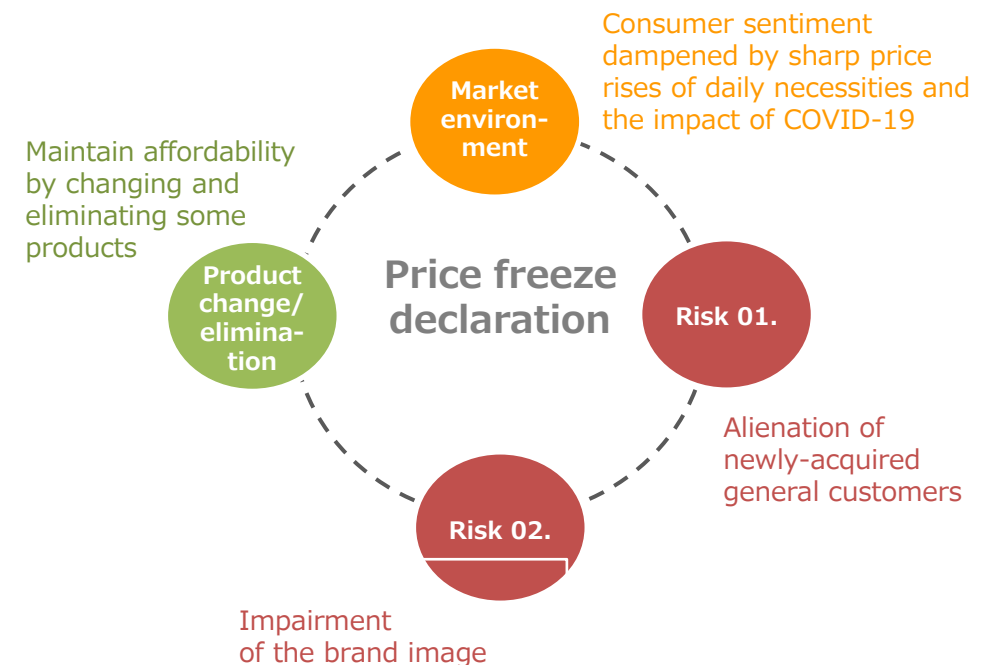 Consumer sentiment
dampened by sharp price
rises of daily necessities and
the impact of COVID-19
Market
environ-
ment
Maintain affordability
by changing and
eliminating some
products
Product
change/
elimina-
tion
Price freeze
declaration
Risk 01.
Alienation of
newly-acquired
general customers
Risk 02.
Impairment
of the brand image